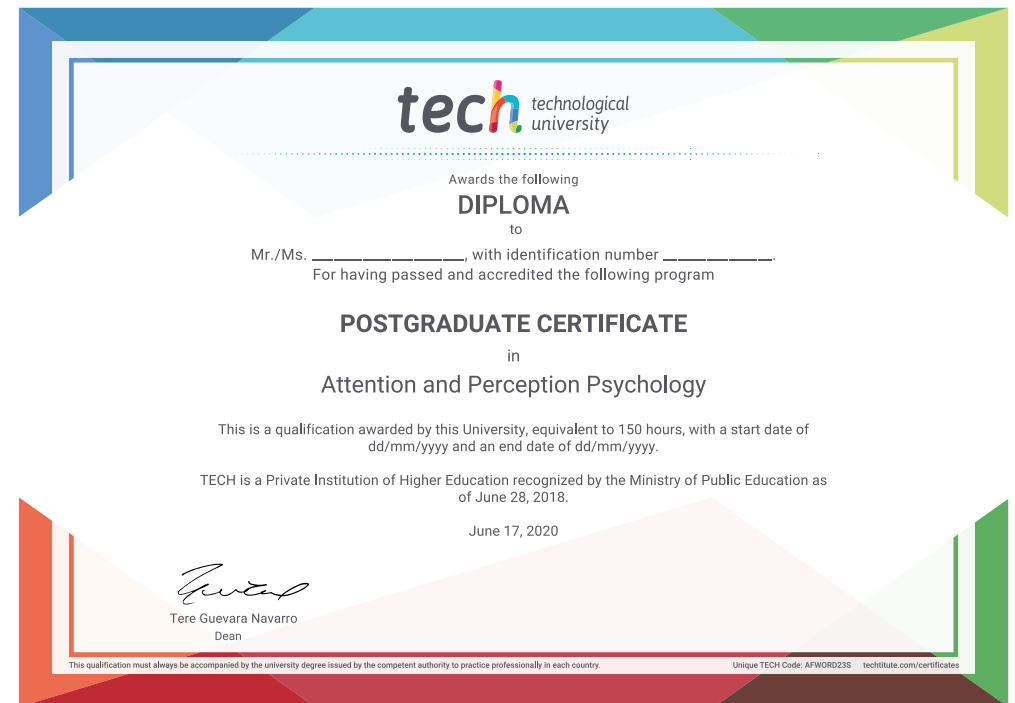 tech technological
university
Awards the following
DIPLOMA
to
Mr./Ms. __________________, with identification number _____________.
For having passed and accredited the following program
POSTGRADUATE CERTIFICATE
in
Attention and Perception Psychology
This is a qualification awarded by this University, equivalent to 150 hours, with a start date of
dd/mm/yyyy and an end date of dd/mm/yyyy.
TECH is a Private Institution of Higher Education recognized by the Ministry of Public Education as
of June 28, 2018.
June 17, 2020
Tere Guevara Navarro
Dean
This qualification must always be accompanied by the university degree issued by the competent authority to practice professionally in each country.
Unique TECH Code: AFWORD23S techtitute.com/certificates